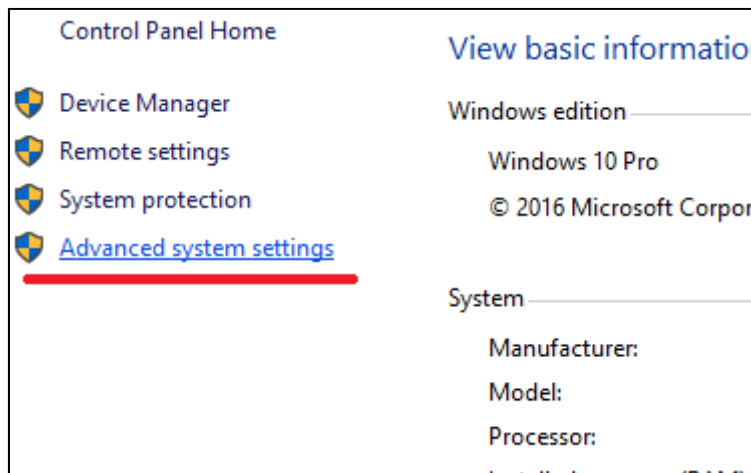 Control Panel Home
Device Manager
Remote settings
System protection
Advanced system settings
View basic informatio
Windows edition
Windows 10 Pro
© 2016 Microsoft Corpor
System
Manufacturer:
Model:
Processor: